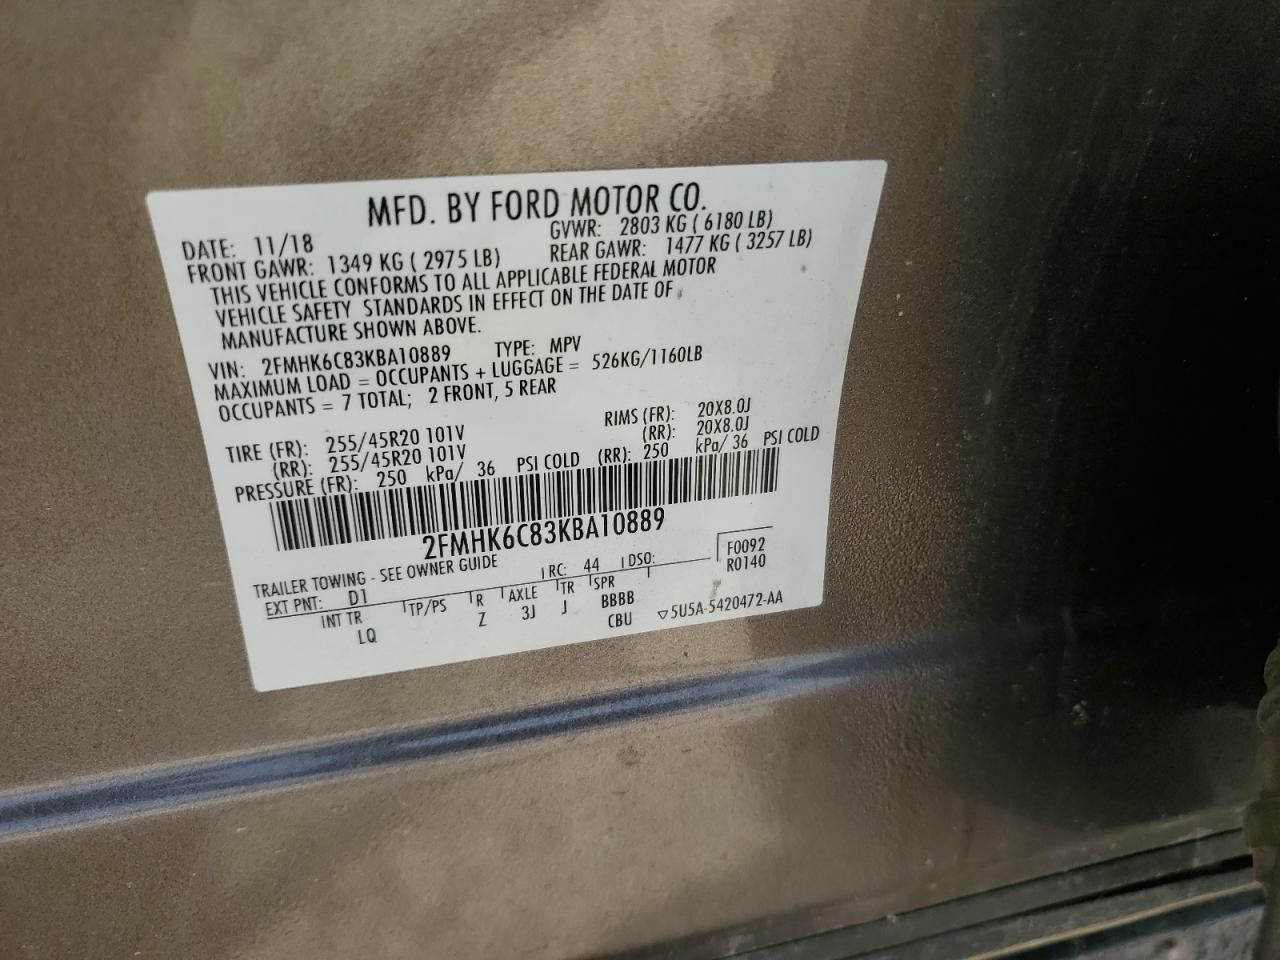 MFD. BY FORD MOTOR CO.
DATE: 11/18 GVWR: 2803 KG ( 6180 LB)
FRONT GAWR: 1349 KG ( 2975 LB) REAR GAWR: 1477 KG ( 3257 LB)
THIS VEHICLE CONFORMS TO ALL APPLICABLE FEDERAL MOTOR
VEHICLE SAFETY STANDARDS IN EFFECT ON THE DATE OF
MANUFACTURE SHOWN ABOVE.
VIN: 2FMHK6C83KBA10889 TYPE: MPV
MAXIMUM LOAD = OCCUPANTS + LUGGAGE = 526KG/1160LB
OCCUPANTS = 7 TOTAL; 2 FRONT, 5 REAR
TIRE (FR): 255/45R20 101V RIMS (FR): 20X8.0J
(RR): 255/45R20 101V (RR): 20X8.0J
PRESSURE (FR): 250 kPa/ 36 PSI COLD (RR): 250 kPa/ 36 PSI COLD
2FMHK6C83KBA10889
TRAILER TOWING - SEE OWNER GUIDE
EXT PNT: D1 RC: 44 DSO: F0092
INT TR TP/PS R AXLE TR SPR R0140
LQ Z 3J J BBBB
CBU ▽5U5A-5420472-AA